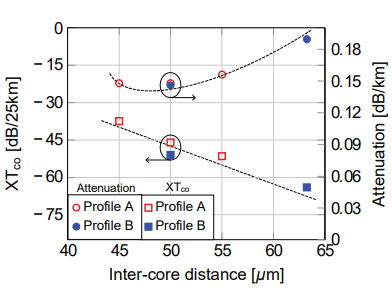 0
−15
−30
−45
−60
−75
XTco [dB/25km]
0.18
0.15
0.12
0.09
0.06
0.03
0
Attenuation [dB/km]
Attenuation XTco
Profile A Profile A
Profile B Profile B
40 45 50 55 60 65
Inter-core distance [µm]